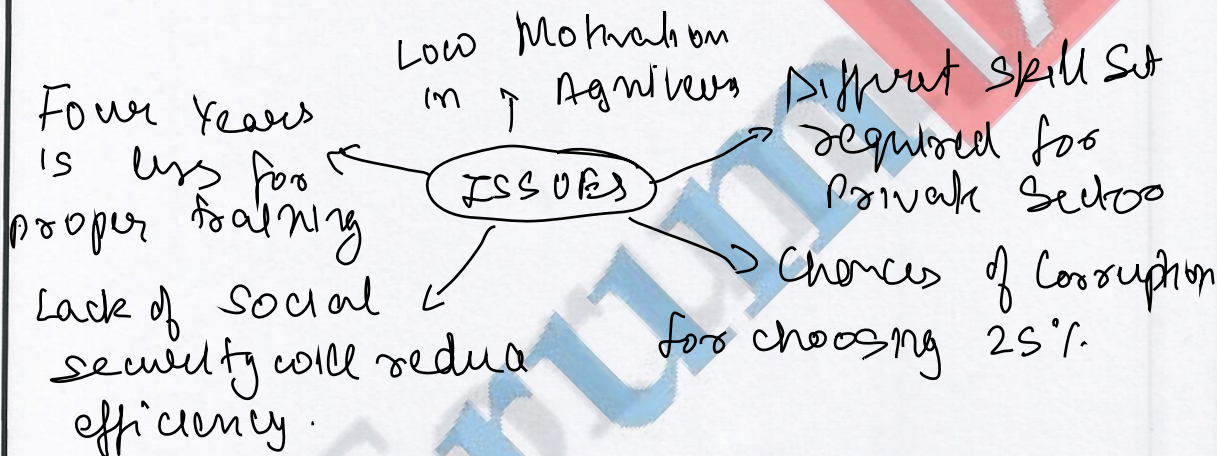 Low Motivation
in Agniveers
Different skill Set
required for
Private Sector
Four Years
is less for
proper training
ISSUES
Chances of Corruption
for choosing 25%.
Lack of social
security will reduce
efficiency.